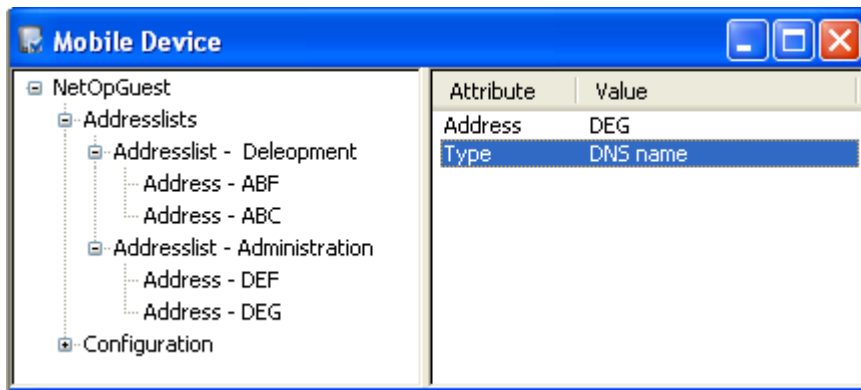 Mobile Device
NetOpGuest
Addresslists
Addresslist - Deleopment
Address - ABF
Address - ABC
Addresslist - Administration
Address - DEF
Address - DEG
Configuration
Attribute Value
Address DEG
Type DNS name